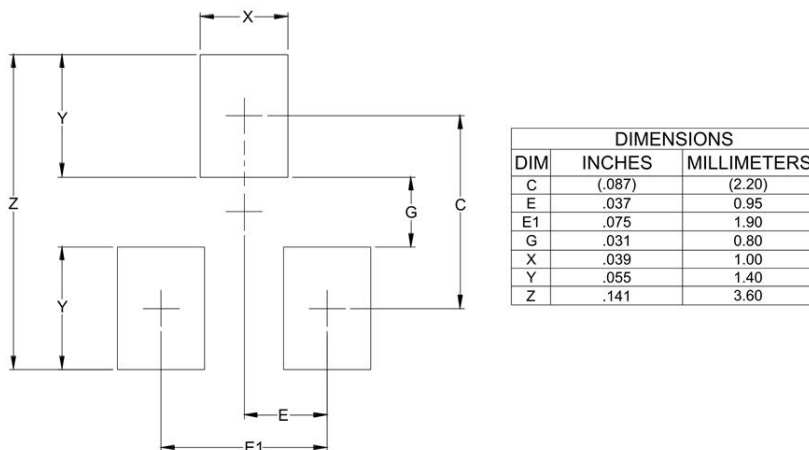 X
Y
Z
G
C
Y
E
E1
DIMENSIONS
DIM INCHES MILLIMETERS
C (.087) (2.20)
E .037 0.95
E1 .075 1.90
G .031 0.80
X .039 1.00
Y .055 1.40
Z .141 3.60